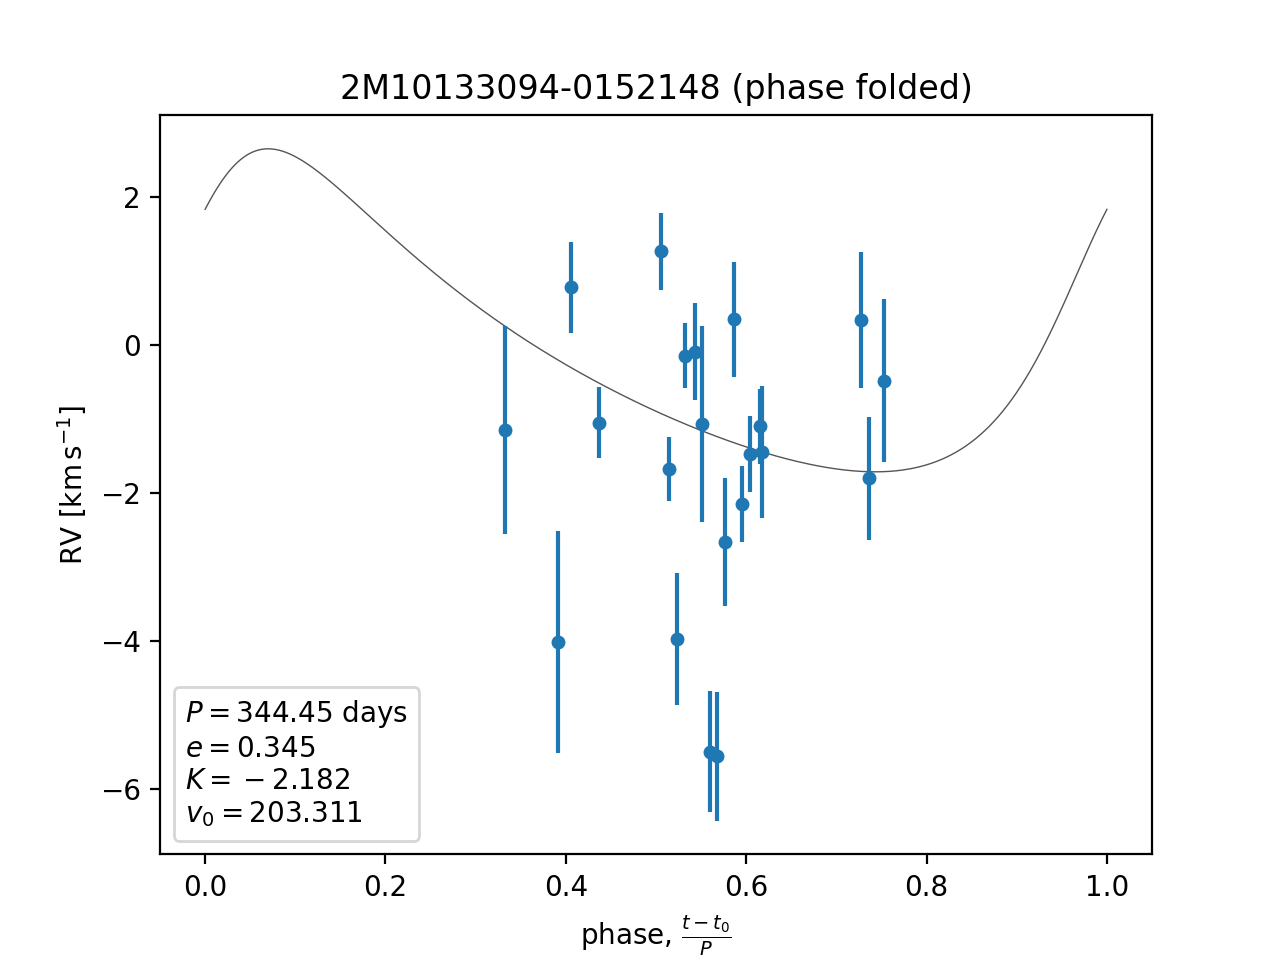 2M10133094-0152148 (phase folded)
RV [km s⁻¹]
2
0
−2
−4
−6
P = 344.45 days
e = 0.345
K = −2.182
v₀ = 203.311
0.0 0.2 0.4 0.6 0.8 1.0
phase, (t − t₀)/P